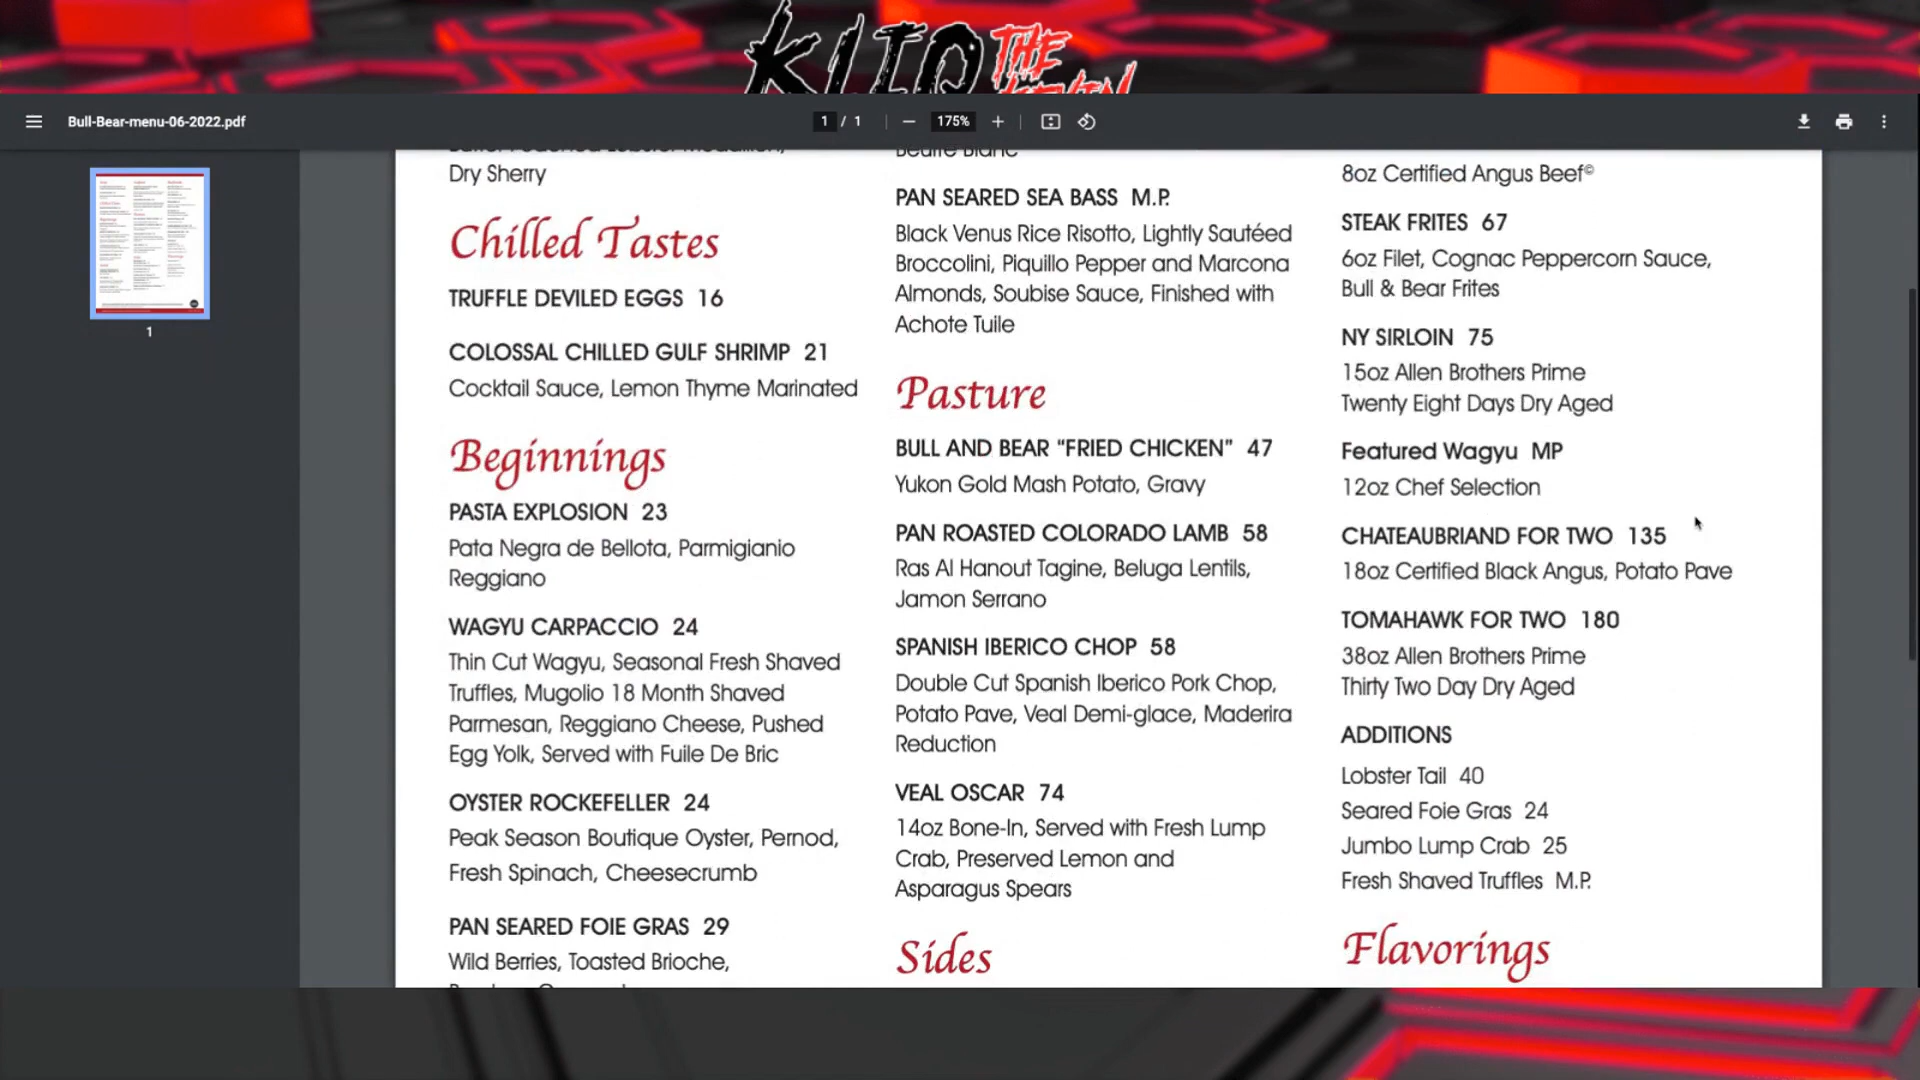 KITO THE
Bull-Bear-menu-06-2022.pdf
1 / 1
175%
1
Dry Sherry
Chilled Tastes
TRUFFLE DEVILED EGGS 16
COLOSSAL CHILLED GULF SHRIMP 21
Cocktail Sauce, Lemon Thyme Marinated
Beginnings
PASTA EXPLOSION 23
Pata Negra de Bellota, Parmigianio
Reggiano
WAGYU CARPACCIO 24
Thin Cut Wagyu, Seasonal Fresh Shaved
Truffles, Mugolio 18 Month Shaved
Parmesan, Reggiano Cheese, Pushed
Egg Yolk, Served with Fuile De Bric
OYSTER ROCKEFELLER 24
Peak Season Boutique Oyster, Pernod,
Fresh Spinach, Cheesecrumb
PAN SEARED FOIE GRAS 29
Wild Berries, Toasted Brioche,
Beurre Blanc
PAN SEARED SEA BASS M.P.
Black Venus Rice Risotto, Lightly Sautéed
Broccolini, Piquillo Pepper and Marcona
Almonds, Soubise Sauce, Finished with
Achote Tuile
Pasture
BULL AND BEAR "FRIED CHICKEN" 47
Yukon Gold Mash Potato, Gravy
PAN ROASTED COLORADO LAMB 58
Ras Al Hanout Tagine, Beluga Lentils,
Jamon Serrano
SPANISH IBERICO CHOP 58
Double Cut Spanish Iberico Pork Chop,
Potato Pave, Veal Demi-glace, Maderira
Reduction
VEAL OSCAR 74
14oz Bone-In, Served with Fresh Lump
Crab, Preserved Lemon and
Asparagus Spears
Sides
8oz Certified Angus Beef©
STEAK FRITES 67
6oz Filet, Cognac Peppercorn Sauce,
Bull & Bear Frites
NY SIRLOIN 75
15oz Allen Brothers Prime
Twenty Eight Days Dry Aged
Featured Wagyu MP
12oz Chef Selection
CHATEAUBRIAND FOR TWO 135
18oz Certified Black Angus, Potato Pave
TOMAHAWK FOR TWO 180
38oz Allen Brothers Prime
Thirty Two Day Dry Aged
ADDITIONS
Lobster Tail 40
Seared Foie Gras 24
Jumbo Lump Crab 25
Fresh Shaved Truffles M.P.
Flavorings